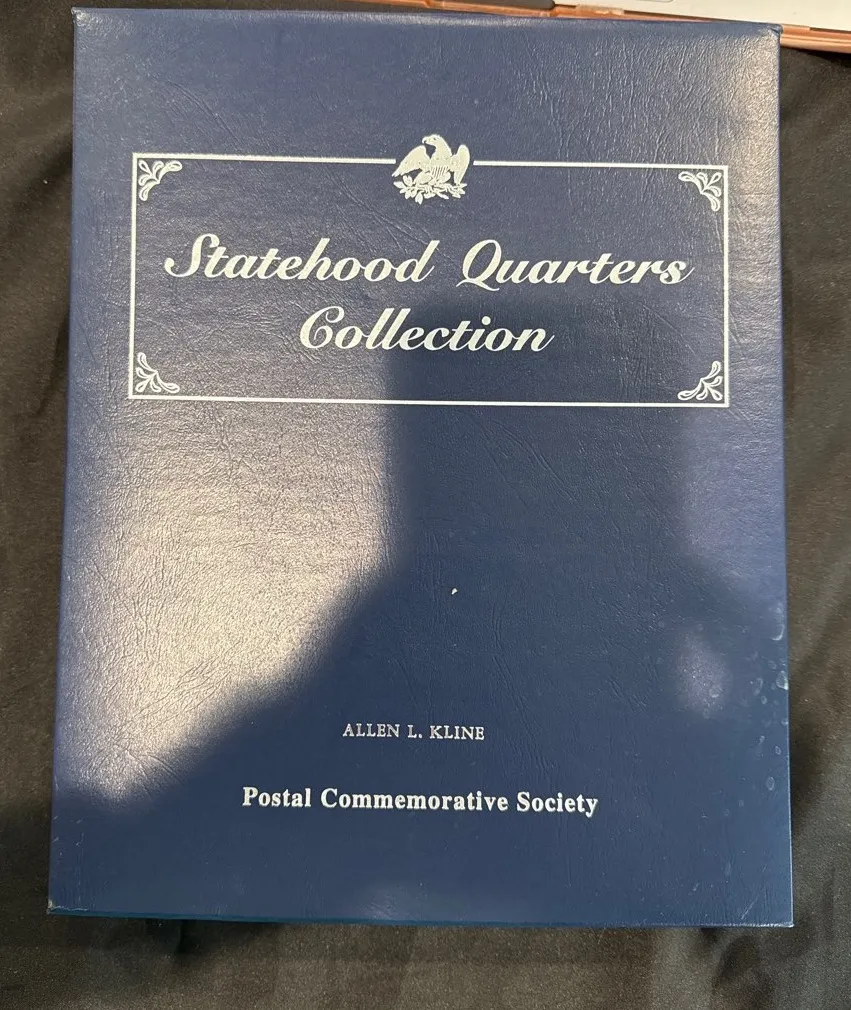 Statehood Quarters
Collection
ALLEN L. KLINE
Postal Commemorative Society